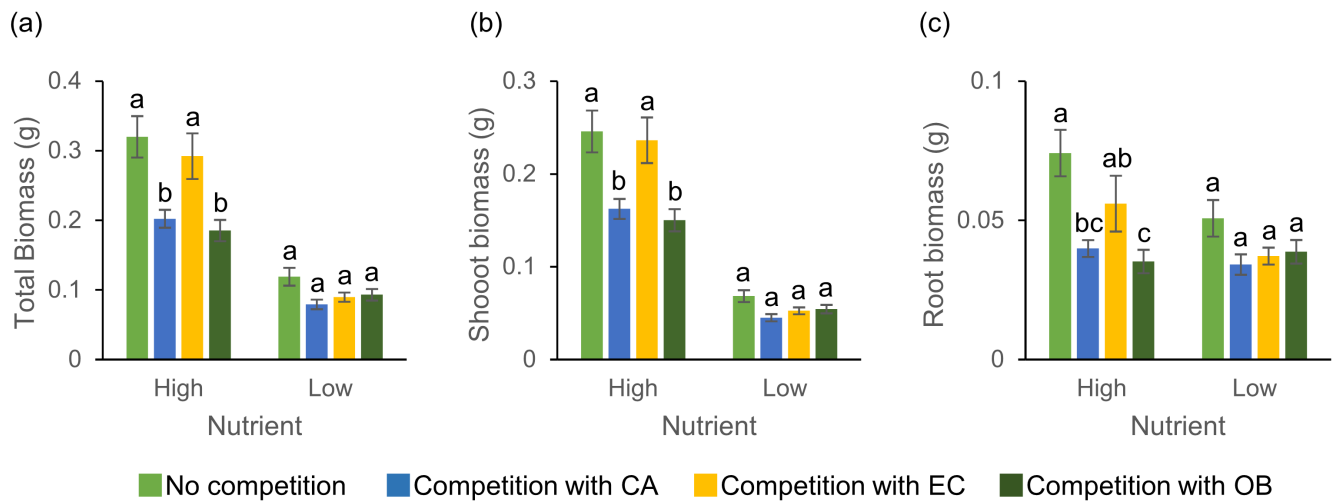 (a)
Total Biomass (g)
0.4
0.3
0.2
0.1
0
a
b
a
b
a
a
a
a
High
Low
Nutrient
(b)
Shooot biomass (g)
0.3
0.2
0.1
0
a
b
a
b
a
a
a
a
High
Low
Nutrient
(c)
Root biomass (g)
0.1
0.05
0
a
bc
ab
c
a
a
a
a
High
Low
Nutrient
No competition
Competition with CA
Competition with EC
Competition with OB